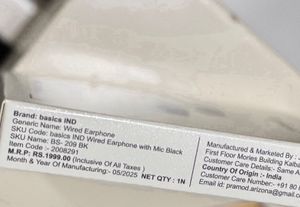 Brand: basics IND
Generic Name: Wired Earphone
SKU Code: basics IND Wired Earphone with Mic Black
SKU Name: BS- 209 BK
Item Code:- 2008291
M.R.P: RS.1999.00 (Inclusive Of All Taxes )
Month & Year Of Manufacturing:- 05/2025 NET QTY : 1N
Manufactured & Marketed By :
First Floor Mories Building Kalba
Customer Care Details:- Same A
Country Of Origin :- India
Customer Care Number:- +91 80
Email id: pramod.arizona@gm